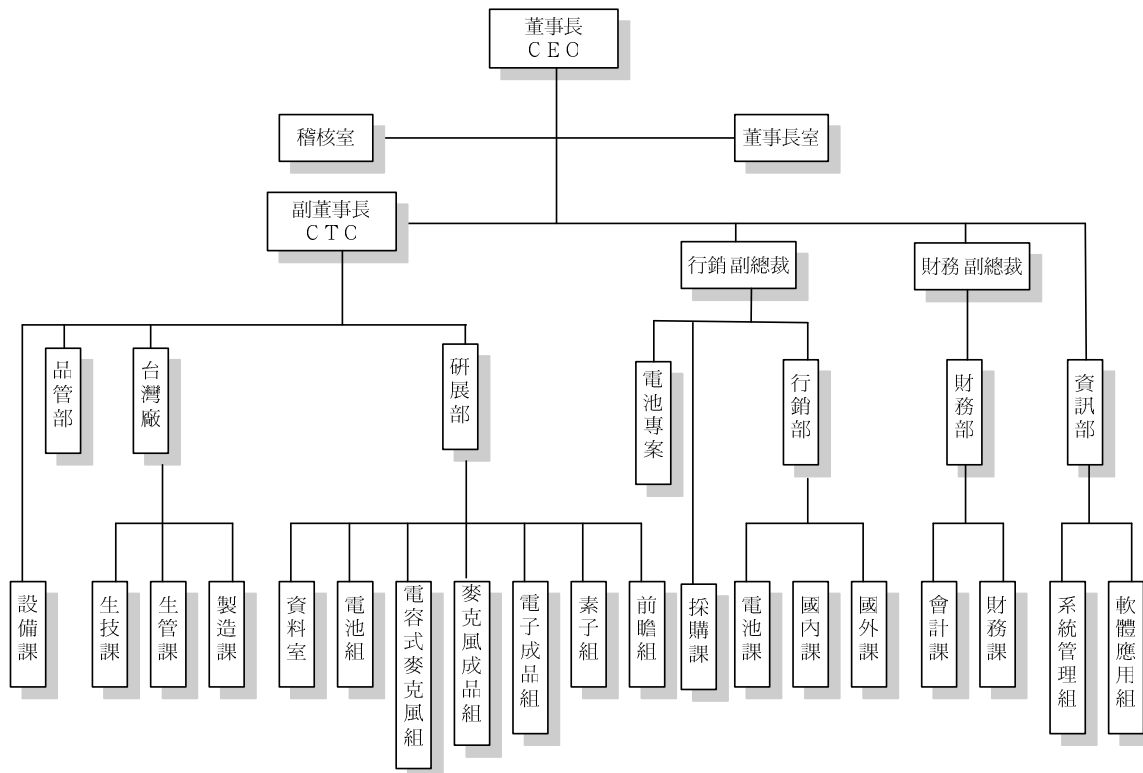 董事長
ＣＥＯ
稽核室
董事長室
副董事長
ＣＴＣ
行銷副總裁
財務副總裁
品管部
台灣廠
研展部
電池專案
行銷部
財務部
資訊部
設備課
生技課
生管課
製造課
資料室
電池組
電容式麥克風組
麥克風成品組
電子成品組
素子組
前瞻組
採購課
電池課
國內課
國外課
會計課
財務課
系統管理組
軟體應用組